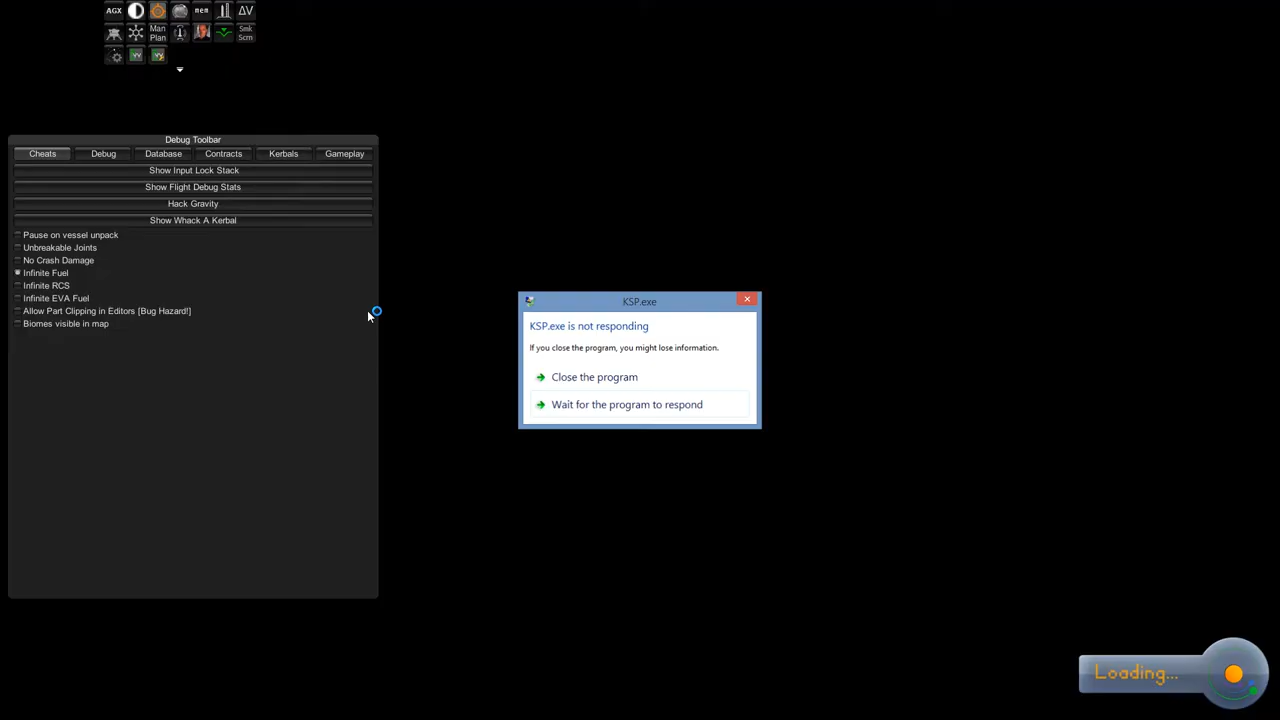 AGX mem ΔV
Man
Plan
Smk
Scrn
Debug Toolbar
Cheats Debug Database Contracts Kerbals Gameplay
Show Input Lock Stack
Show Flight Debug Stats
Hack Gravity
Show Whack A Kerbal
Pause on vessel unpack
Unbreakable Joints
No Crash Damage
Infinite Fuel
Infinite RCS
Infinite EVA Fuel
Allow Part Clipping in Editors [Bug Hazard!]
Biomes visible in map
KSP.exe
KSP.exe is not responding
If you close the program, you might lose information.
Close the program
Wait for the program to respond
Loading...